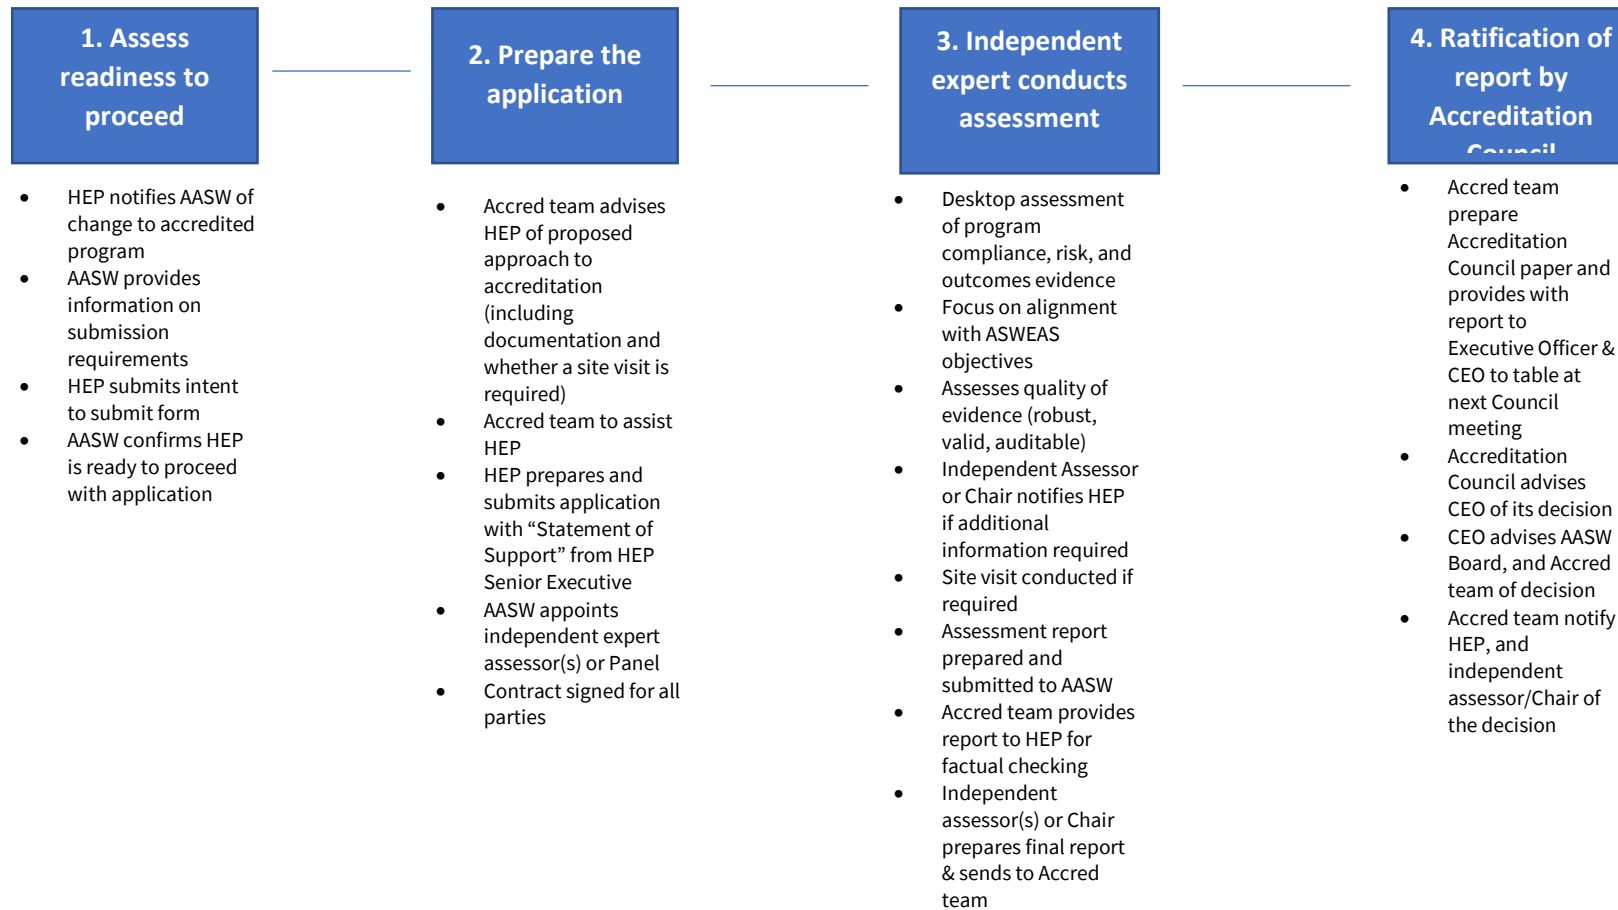 1. Assess
readiness to
proceed
• HEP notifies AASW of
change to accredited
program
• AASW provides
information on
submission
requirements
• HEP submits intent
to submit form
• AASW confirms HEP
is ready to proceed
with application
2. Prepare the
application
• Accred team advises
HEP of proposed
approach to
accreditation
(including
documentation and
whether a site visit is
required)
• Accred team to assist
HEP
• HEP prepares and
submits application
with “Statement of
Support” from HEP
Senior Executive
• AASW appoints
independent expert
assessor(s) or Panel
• Contract signed for all
parties
3. Independent
expert conducts
assessment
• Desktop assessment
of program
compliance, risk, and
outcomes evidence
• Focus on alignment
with ASWEAS
objectives
• Assesses quality of
evidence (robust,
valid, auditable)
• Independent Assessor
or Chair notifies HEP
if additional
information required
• Site visit conducted if
required
• Assessment report
prepared and
submitted to AASW
• Accred team provides
report to HEP for
factual checking
• Independent
assessor(s) or Chair
prepares final report
& sends to Accred
team
4. Ratification of
report by
Accreditation
Council
• Accred team
prepare
Accreditation
Council paper and
provides with
report to
Executive Officer &
CEO to table at
next Council
meeting
• Accreditation
Council advises
CEO of its decision
• CEO advises AASW
Board, and Accred
team of decision
• Accred team notify
HEP, and
independent
assessor/Chair of
the decision